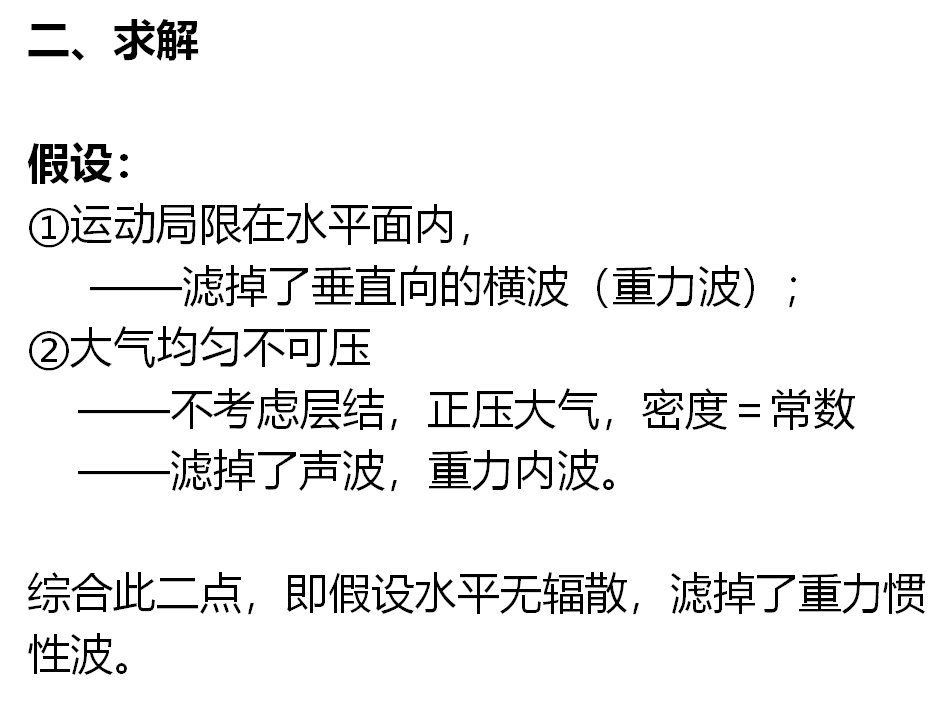 二、求解
假设：
①运动局限在水平面内，
——滤掉了垂直向的横波（重力波）；
②大气均匀不可压
——不考虑层结，正压大气，密度＝常数
——滤掉了声波，重力内波。
综合此二点，即假设水平无辐散，滤掉了重力惯
性波。